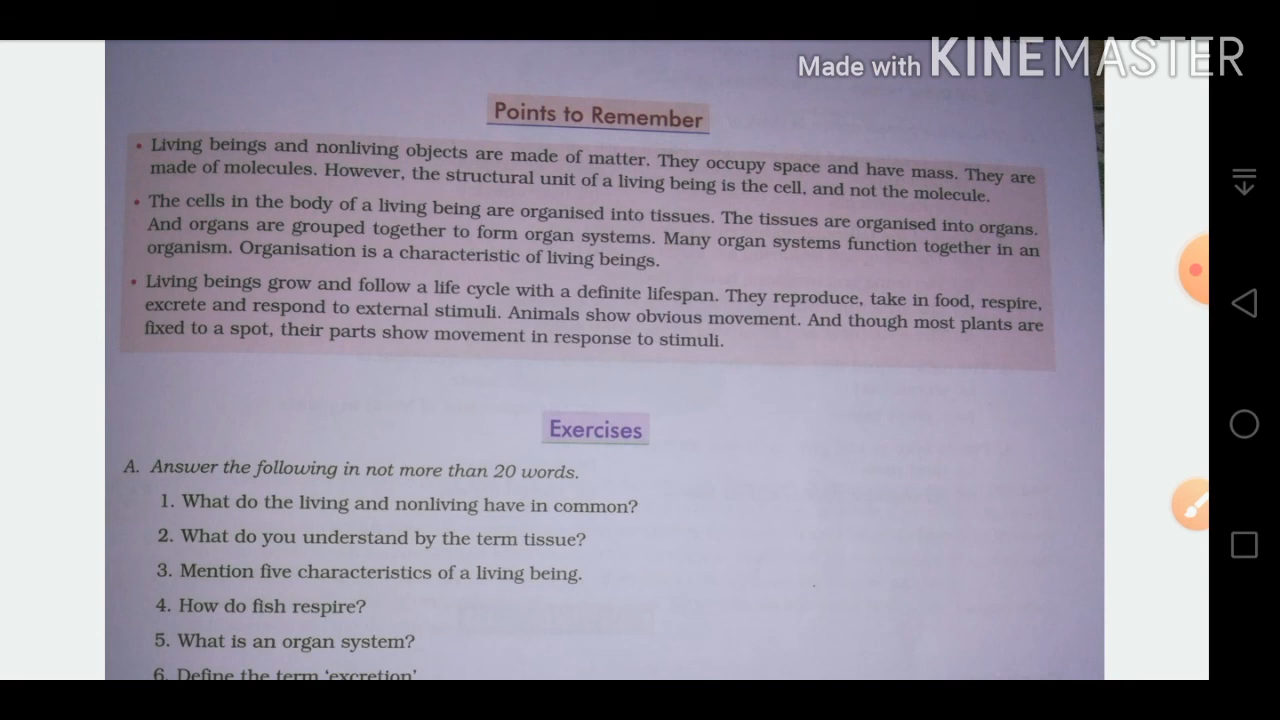 Made with KINEMASTER
Points to Remember
• Living beings and nonliving objects are made of matter. They occupy space and have mass. They are
made of molecules. However, the structural unit of a living being is the cell, and not the molecule.
• The cells in the body of a living being are organised into tissues. The tissues are organised into organs.
And organs are grouped together to form organ systems. Many organ systems function together in an
organism. Organisation is a characteristic of living beings.
• Living beings grow and follow a life cycle with a definite lifespan. They reproduce, take in food, respire,
excrete and respond to external stimuli. Animals show obvious movement. And though most plants are
fixed to a spot, their parts show movement in response to stimuli.
Exercises
A. Answer the following in not more than 20 words.
1. What do the living and nonliving have in common?
2. What do you understand by the term tissue?
3. Mention five characteristics of a living being.
4. How do fish respire?
5. What is an organ system?
6. Define the term 'excretion'